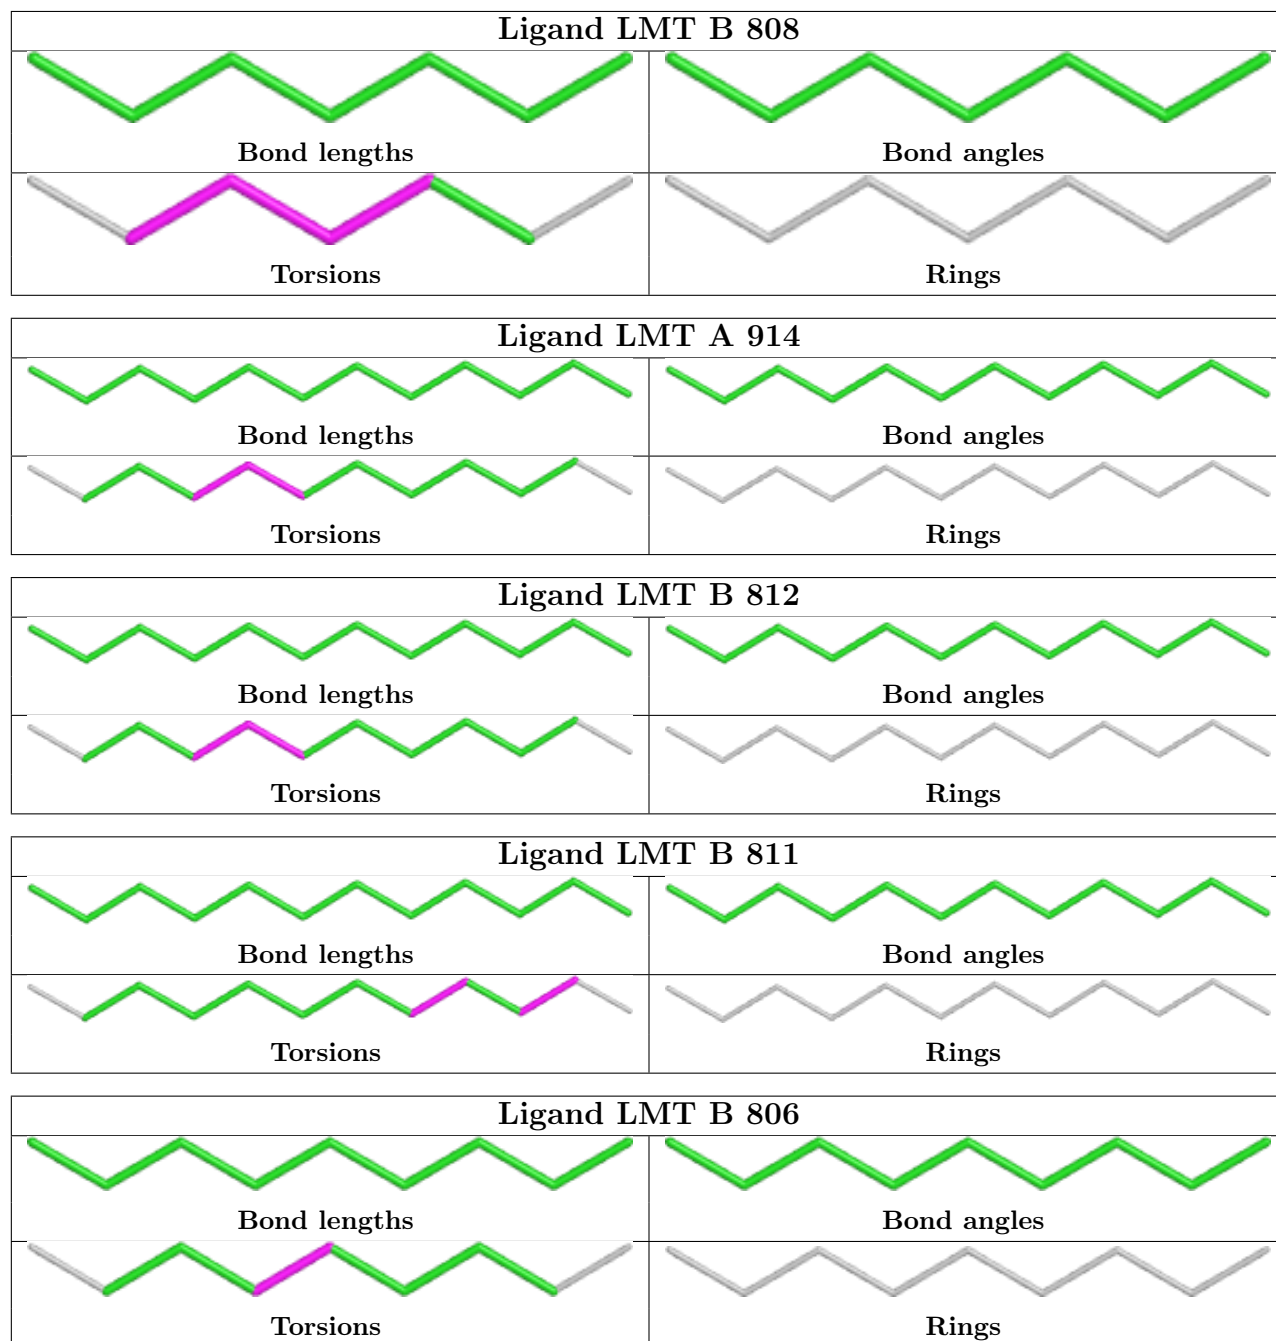 Ligand LMT B 808
Bond lengths Bond angles
Torsions Rings
Ligand LMT A 914
Bond lengths Bond angles
Torsions Rings
Ligand LMT B 812
Bond lengths Bond angles
Torsions Rings
Ligand LMT B 811
Bond lengths Bond angles
Torsions Rings
Ligand LMT B 806
Bond lengths Bond angles
Torsions Rings